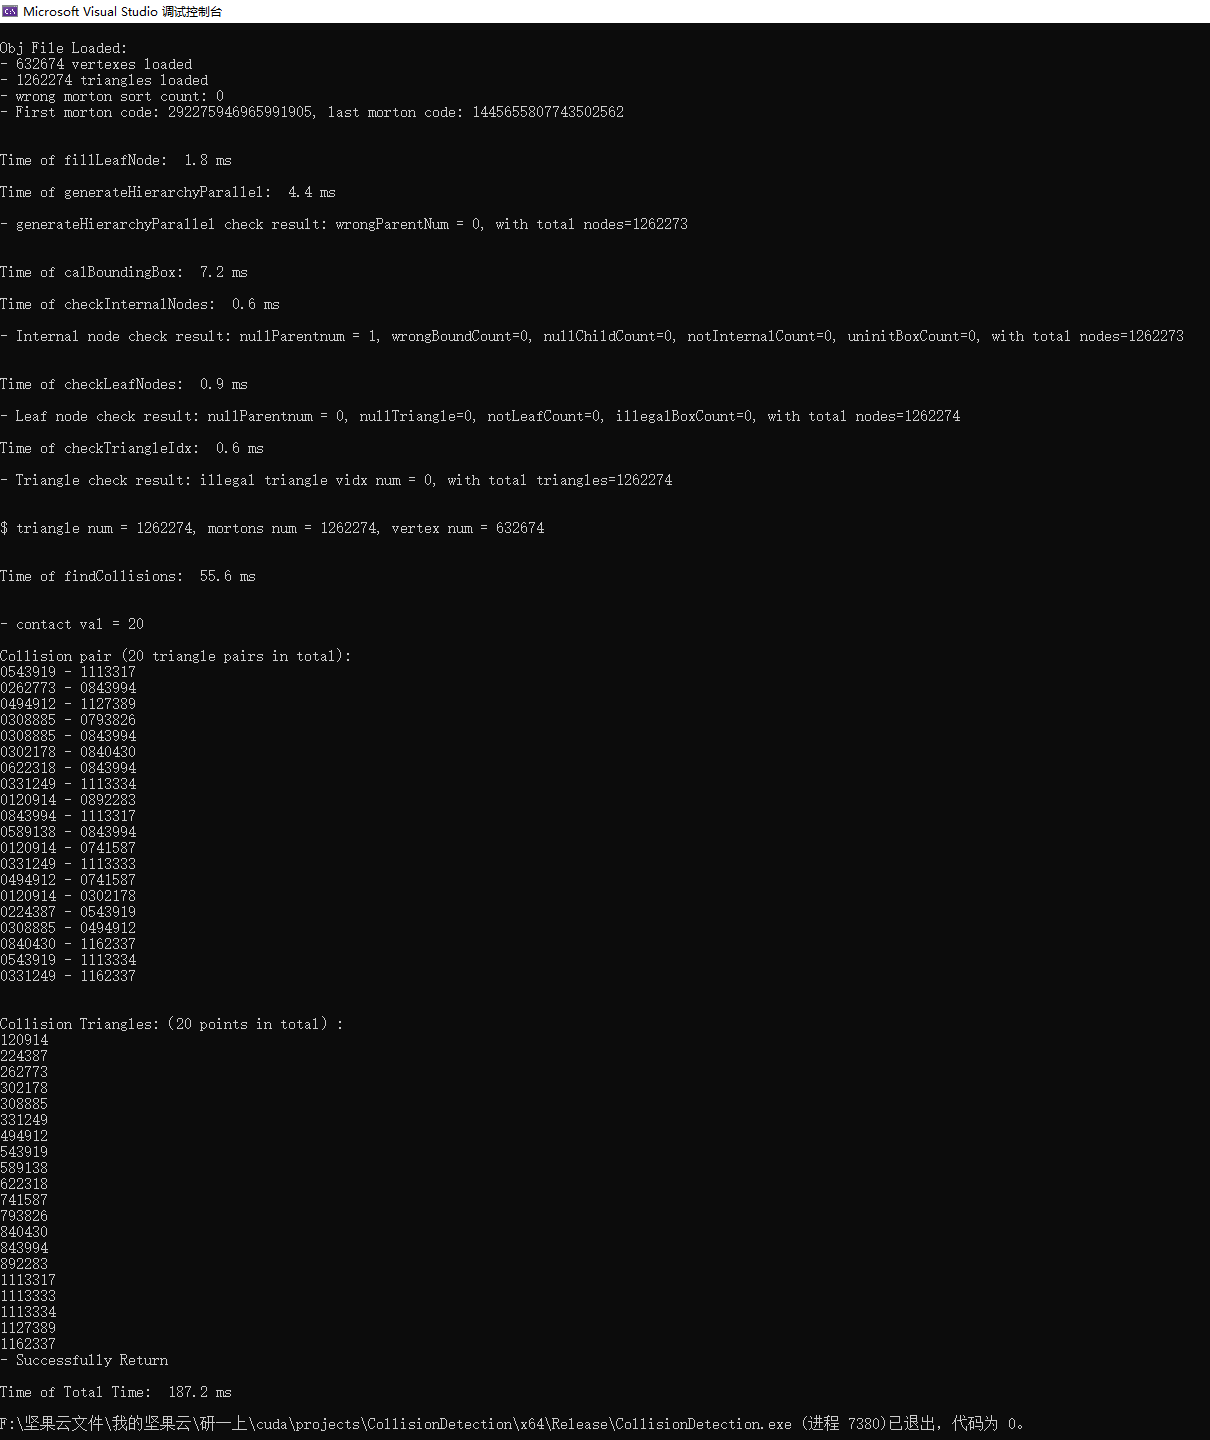 Microsoft Visual Studio 调试控制台
Obj File Loaded:
- 632674 vertexes loaded
- 1262274 triangles loaded
- wrong morton sort count: 0
- First morton code: 292275946965991905, last morton code: 1445655807743502562
Time of fillLeafNode:  1.8 ms
Time of generateHierarchyParallel:  4.4 ms
- generateHierarchyParallel check result: wrongParentNum = 0, with total nodes=1262273
Time of calBoundingBox:  7.2 ms
Time of checkInternalNodes:  0.6 ms
- Internal node check result: nullParentnum = 1, wrongBoundCount=0, nullChildCount=0, notInternalCount=0, uninitBoxCount=0, with total nodes=1262273
Time of checkLeafNodes:  0.9 ms
- Leaf node check result: nullParentnum = 0, nullTriangle=0, notLeafCount=0, illegalBoxCount=0, with total nodes=1262274
Time of checkTriangleIdx:  0.6 ms
- Triangle check result: illegal triangle vidx num = 0, with total triangles=1262274
$ triangle num = 1262274, mortons num = 1262274, vertex num = 632674
Time of findCollisions:  55.6 ms
- contact val = 20
Collision pair (20 triangle pairs in total):
0543919 - 1113317
0262773 - 0843994
0494912 - 1127389
0308885 - 0793826
0308885 - 0843994
0302178 - 0840430
0622318 - 0843994
0331249 - 1113334
0120914 - 0892283
0843994 - 1113317
0589138 - 0843994
0120914 - 0741587
0331249 - 1113333
0494912 - 0741587
0120914 - 0302178
0224387 - 0543919
0308885 - 0494912
0840430 - 1162337
0543919 - 1113334
0331249 - 1162337
Collision Triangles: (20 points in total) :
120914
224387
262773
302178
308885
331249
494912
543919
589138
622318
741587
793826
840430
843994
892283
1113317
1113333
1113334
1127389
1162337
- Successfully Return
Time of Total Time:  187.2 ms
F:\坚果云文件\我的坚果云\研一上\cuda\projects\CollisionDetection\x64\Release\CollisionDetection.exe (进程 7380)已退出，代码为 0。